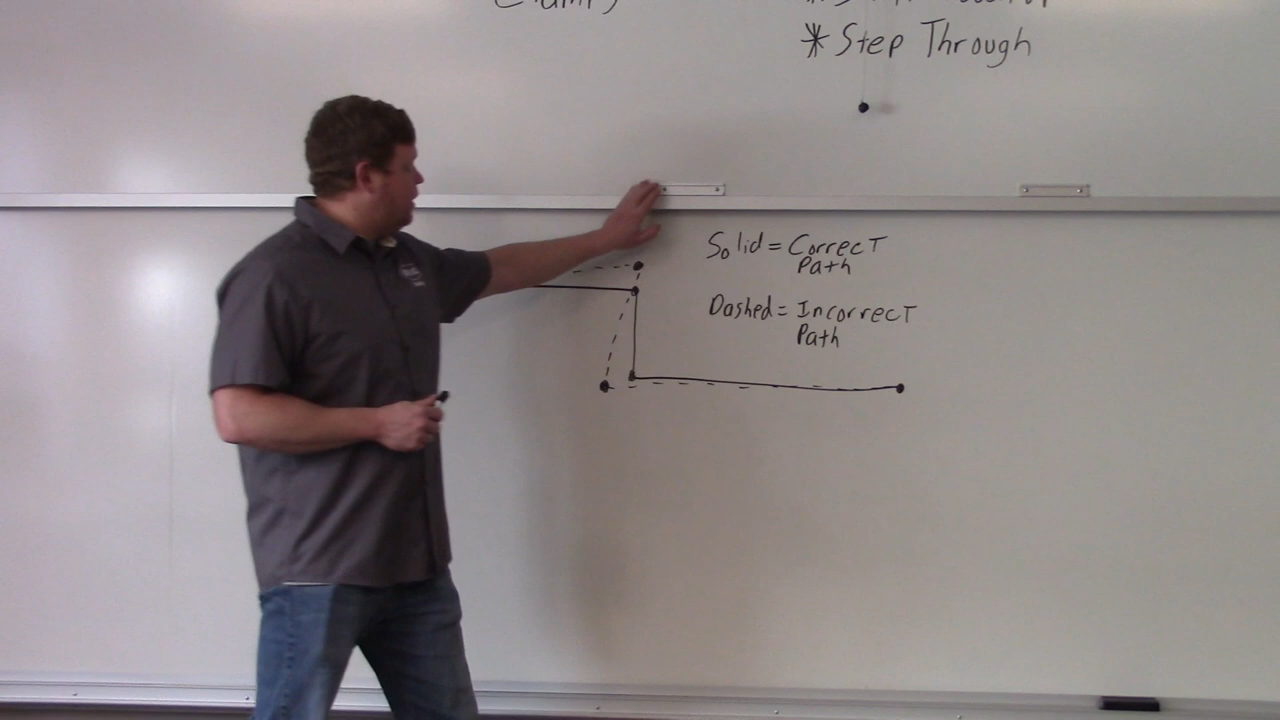 * Step Through
Solid = Correct
Path
Dashed = Incorrect
Path